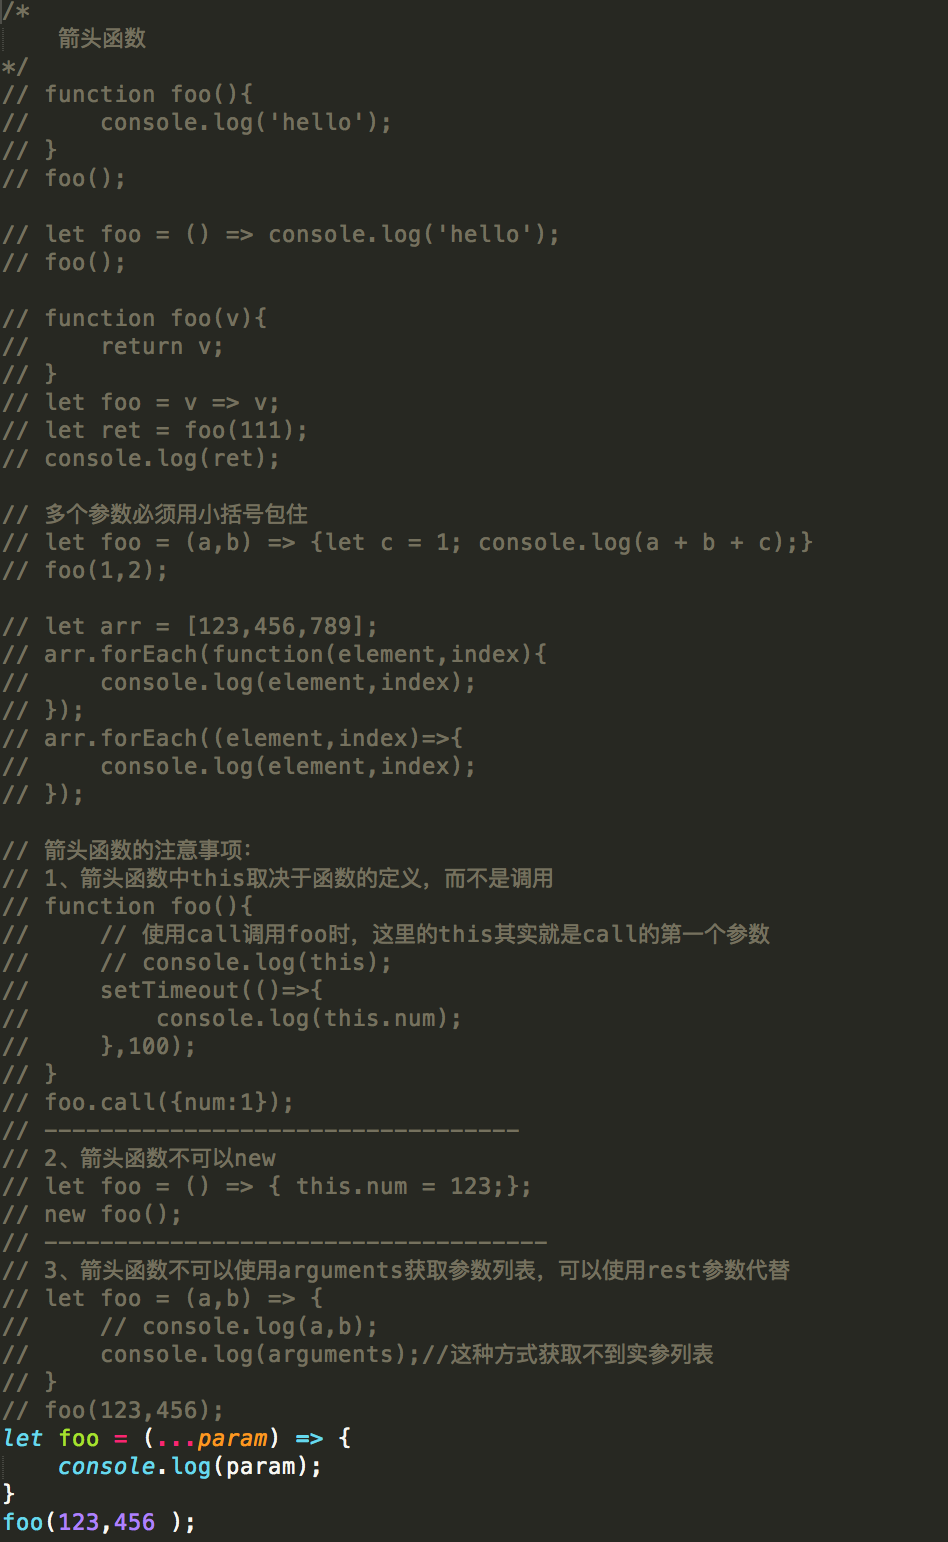 /*
    箭头函数
*/
// function foo(){
//     console.log('hello');
// }
// foo();

// let foo = () => console.log('hello');
// foo();

// function foo(v){
//     return v;
// }
// let foo = v => v;
// let ret = foo(111);
// console.log(ret);

// 多个参数必须用小括号包住
// let foo = (a,b) => {let c = 1; console.log(a + b + c);}
// foo(1,2);

// let arr = [123,456,789];
// arr.forEach(function(element,index){
//     console.log(element,index);
// });
// arr.forEach((element,index)=>{
//     console.log(element,index);
// });

// 箭头函数的注意事项：
// 1、箭头函数中this取决于函数的定义，而不是调用
// function foo(){
//     // 使用call调用foo时，这里的this其实就是call的第一个参数
//     // console.log(this);
//     setTimeout(()=>{
//         console.log(this.num);
//     },100);
// }
// foo.call({num:1});
// ----------------------------------
// 2、箭头函数不可以new
// let foo = () => { this.num = 123;};
// new foo();
// ------------------------------------
// 3、箭头函数不可以使用arguments获取参数列表，可以使用rest参数代替
// let foo = (a,b) => {
//     // console.log(a,b);
//     console.log(arguments);//这种方式获取不到实参列表
// }
// foo(123,456);
let foo = (...param) => {
    console.log(param);
}
foo(123,456 );